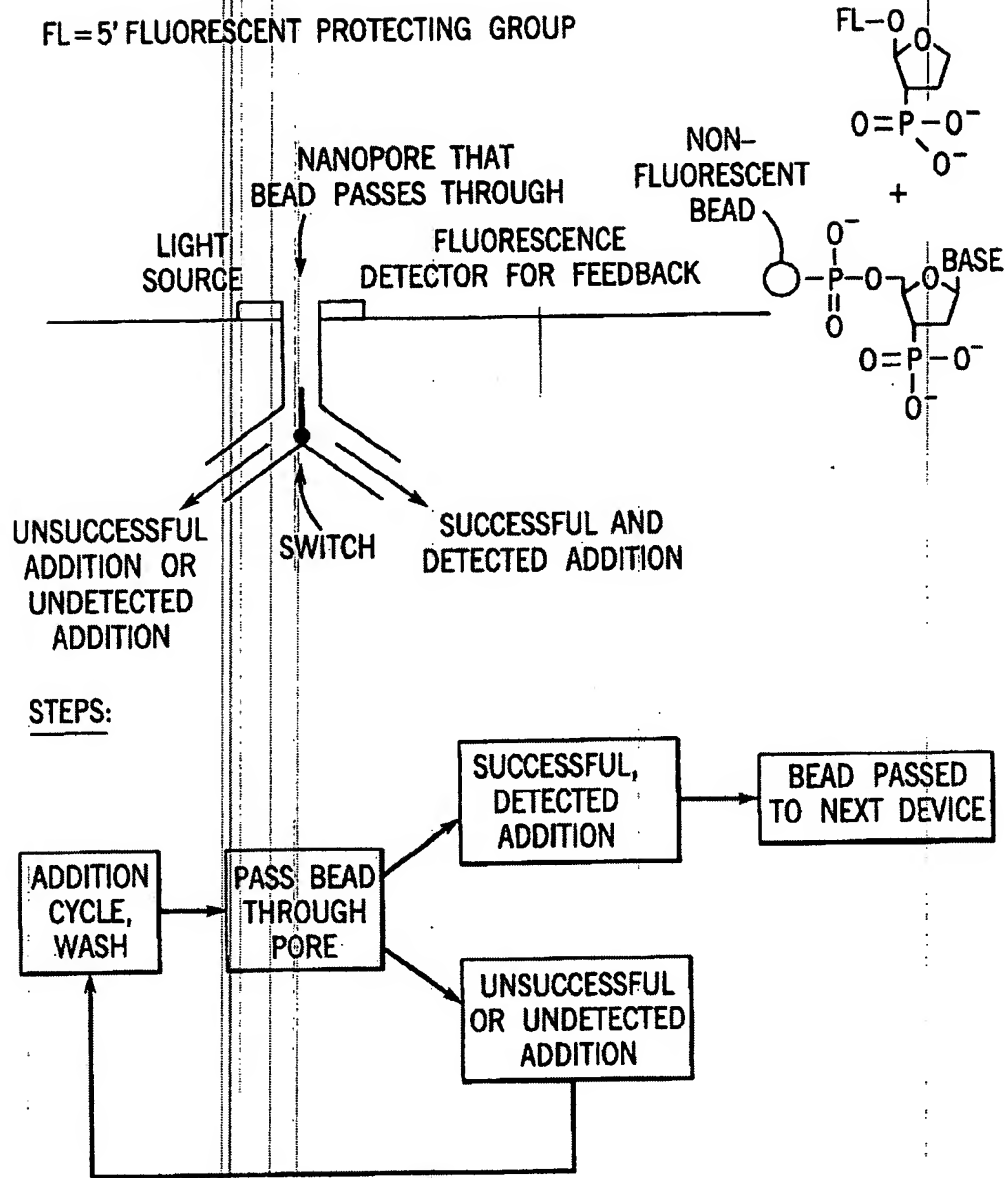 FL=5' FLUORESCENT PROTECTING GROUP
FL-O
O
O=P-O⁻
O⁻
+
NANOPORE THAT
BEAD PASSES THROUGH
NON-
FLUORESCENT
BEAD
LIGHT
SOURCE
FLUORESCENCE
DETECTOR FOR FEEDBACK
O⁻
P-O
O
O
BASE
O=P-O⁻
O⁻
UNSUCCESSFUL
ADDITION OR
UNDETECTED
ADDITION
SWITCH
SUCCESSFUL AND
DETECTED ADDITION
STEPS:
ADDITION
CYCLE,
WASH
PASS BEAD
THROUGH
PORE
SUCCESSFUL,
DETECTED
ADDITION
BEAD PASSED
TO NEXT DEVICE
UNSUCCESSFUL
OR UNDETECTED
ADDITION